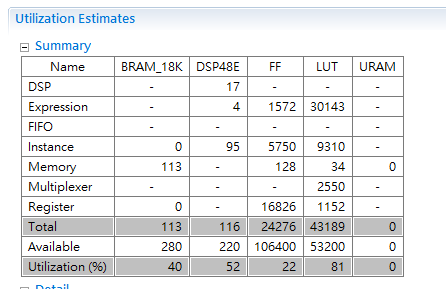 Utilization Estimates
Summary
Name BRAM_18K DSP48E FF LUT URAM
DSP - 17 - - -
Expression - 4 1572 30143 -
FIFO - - - - -
Instance 0 95 5750 9310 -
Memory 113 - 128 34 0
Multiplexer - - - 2550 -
Register 0 - 16826 1152 -
Total 113 116 24276 43189 0
Available 280 220 106400 53200 0
Utilization (%) 40 52 22 81 0
Detail